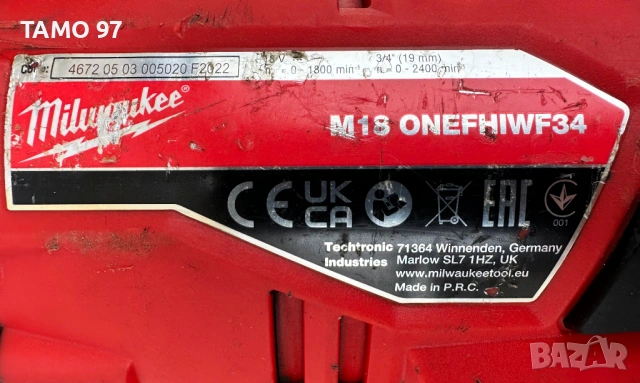 TAMO 97
4672 05 03 005020 F2022
V 3/4" (19 mm)
0 - 1800 min⁻¹ n = 0 - 2400 min
Milwaukee
M18 ONEFHIWF34
CE UK CA EAC
001
Techtronic 71364 Winnenden, Germany
Industries Marlow SL7 1HZ, UK
www.milwaukeetool.eu
Made in P.R.C.
BAZAR